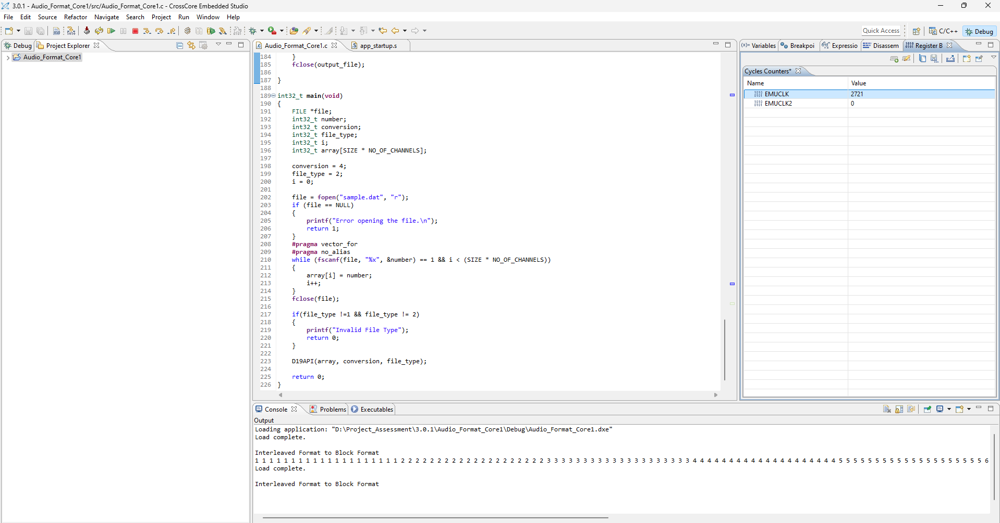 3.0.1 - Audio_Format_Core1/src/Audio_Format_Core1.c - CrossCore Embedded Studio
File Edit Source Refactor Navigate Search Project Run Window Help
Quick Access C/C++ Debug
Debug Project Explorer
Audio_Format_Core1
Audio_Format_Core1.c app_startup.s
184 }
185 fclose(output_file);
186
187 }
188
189 int32_t main(void)
190 {
191 FILE *file;
192 int32_t number;
193 int32_t conversion;
194 int32_t file_type;
195 int32_t i;
196 int32_t array[SIZE * NO_OF_CHANNELS];
197
198 conversion = 4;
199 file_type = 2;
200 i = 0;
201
202 file = fopen("sample.dat", "r");
203 if (file == NULL)
204 {
205 printf("Error opening the file.\n");
206 return 1;
207 }
208 #pragma vector_for
209 #pragma no_alias
210 while (fscanf(file, "%x", &number) == 1 && i < (SIZE * NO_OF_CHANNELS))
211 {
212 array[i] = number;
213 i++;
214 }
215 fclose(file);
216
217 if(file_type !=1 && file_type != 2)
218 {
219 printf("Invalid File Type");
220 return 0;
221 }
222
223 D19API(array, conversion, file_type);
224
225 return 0;
226 }
(x)= Variables Breakpoi Expressio Disassem Register B
Cycles Counters*
Name Value
EMUCLK 2721
EMUCLK2 0
Console Problems Executables
Output
Loading application: "D:\Project_Assessment\3.0.1\Audio_Format_Core1\Debug\Audio_Format_Core1.dxe"
Load complete.
Interleaved Format to Block Format
1 1 1 1 1 1 1 1 1 1 1 1 1 1 1 1 1 1 1 1 2 2 2 2 2 2 2 2 2 2 2 2 2 2 2 2 2 2 2 2 3 3 3 3 3 3 3 3 3 3 3 3 3 3 3 3 3 3 3 3 4 4 4 4 4 4 4 4 4 4 4 4 4 4 4 4 4 4 4 4 5 5 5 5 5 5 5 5 5 5 5 5 5 5 5 5 5 5 5 5 6
Load complete.
Interleaved Format to Block Format